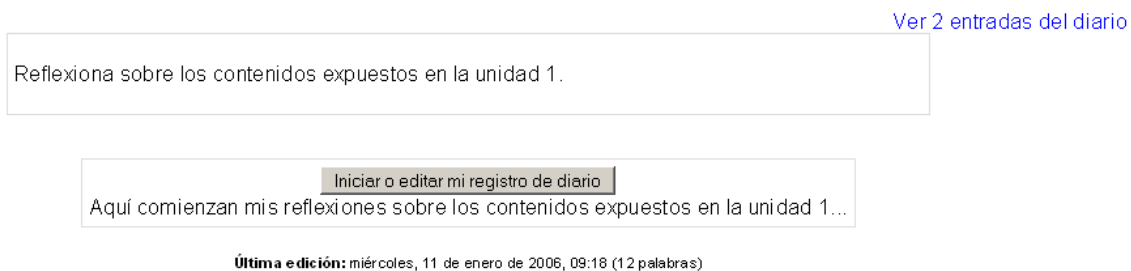 Ver 2 entradas del diario
Reflexiona sobre los contenidos expuestos en la unidad 1.
Iniciar o editar mi registro de diario
Aquí comienzan mis reflexiones sobre los contenidos expuestos en la unidad 1...
Última edición: miércoles, 11 de enero de 2006, 09:18 (12 palabras)